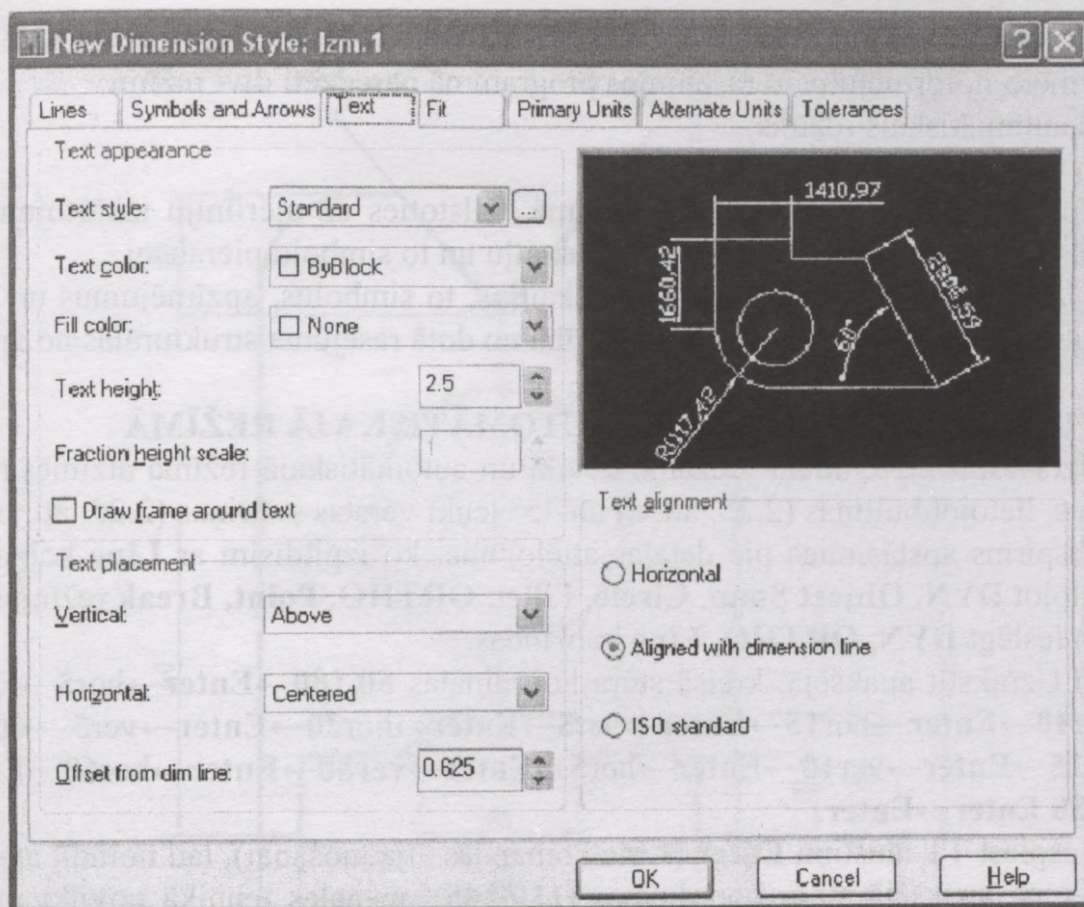 New Dimension Style: Izm.1
Lines Symbols and Arrows Text Fit Primary Units Alternate Units Tolerances
Text appearance
Text style: Standard ...
Text color: ByBlock
Fill color: None
Text height: 2.5
Fraction height scale:
Draw frame around text
Text placement
Vertical: Above
Horizontal: Centered
Offset from dim line: 0.625
1410,97
1660,42
2808,59
60°
R1117,42
Text alignment
Horizontal
Aligned with dimension line
ISO standard
OK Cancel Help